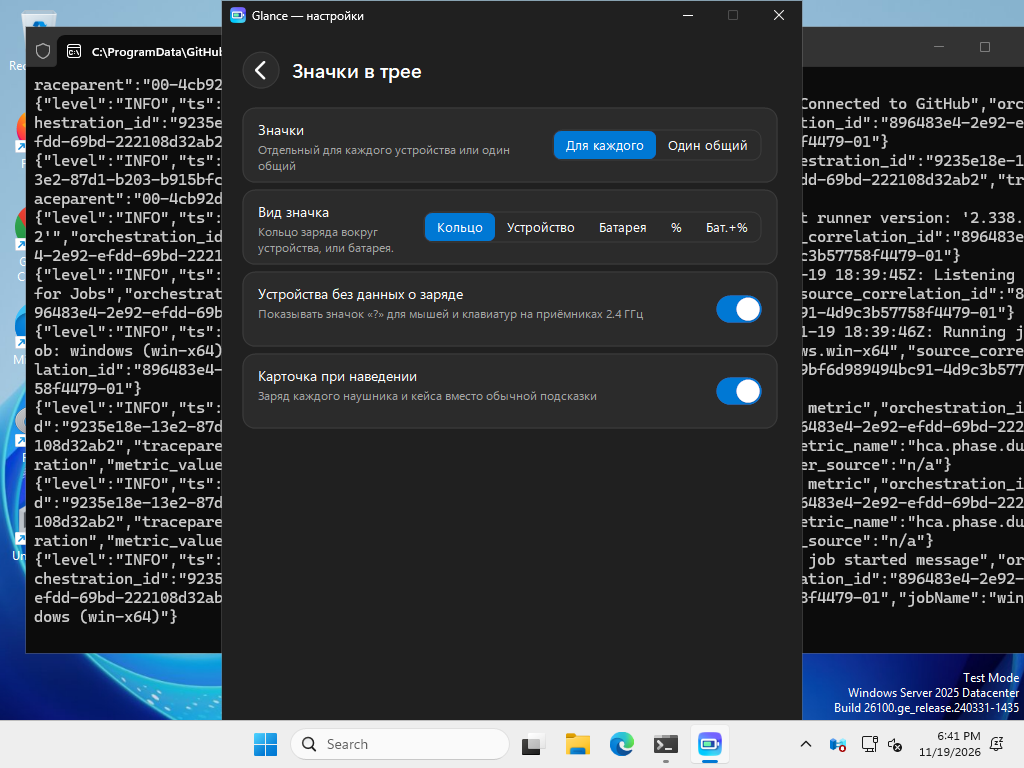 Glance — настройки
C:\ProgramData\GitHub
Значки в трее
Значки
Отдельный для каждого устройства или один
общий
Для каждого
Один общий
Вид значка
Кольцо заряда вокруг
устройства, или батарея.
Кольцо
Устройство
Батарея
%
Бат.+%
Устройства без данных о заряде
Показывать значок «?» для мышей и клавиатур на приёмниках 2.4 ГГц
Карточка при наведении
Заряд каждого наушника и кейса вместо обычной подсказки
raceparent":"00-4cb92
{"level":"INFO","ts":
hestration_id":"9235e
fdd-69bd-222108d32ab2
{"level":"INFO","ts":
3e2-87d1-b203-b915bfc
aceparent":"00-4cb92d
{"level":"INFO","ts":
2'","orchestration_id
4-2e92-efdd-69bd-2221
{"level":"INFO","ts":
for Jobs","orchestrat
96483e4-2e92-efdd-69b
{"level":"INFO","ts":
ob: windows (win-x64)
lation_id":"896483e4-
58f4479-01"}
{"level":"INFO","ts":
d":"9235e18e-13e2-87d
108d32ab2","tracepare
ration","metric_value
{"level":"INFO","ts":
d":"9235e18e-13e2-87d
108d32ab2","tracepare
ration","metric_value
{"level":"INFO","ts":
chestration_id":"9235
efdd-69bd-222108d32ab
dows (win-x64)"}
Connected to GitHub","orc
tion_id":"896483e4-2e92-e
-01"}
hestration_id":"9235e18e-1
dd-69bd-222108d32ab2","tr
t runner version: '2.338.
_correlation_id":"896483e
c3b57758f4479-01"}
-19 18:39:45Z: Listening
source_correlation_id":"8
91-4d9c3b57758f4479-01"}
1-19 18:39:46Z: Running j
ws.win-x64","source_corre
9bf6d989494bc91-4d9c3b577
metric","orchestration_i
6483e4-2e92-efdd-69bd-222
etric_name":"hca.phase.du
er_source":"n/a"}
metric","orchestration_i
6483e4-2e92-efdd-69bd-222
etric_name":"hca.phase.du
_source":"n/a"}
job started message","or
ation_id":"896483e4-2e92-
8f4479-01","jobName":"win
Test Mode
Windows Server 2025 Datacenter
Build 26100.ge_release.240331-1435
Search
6:41 PM
11/19/2026